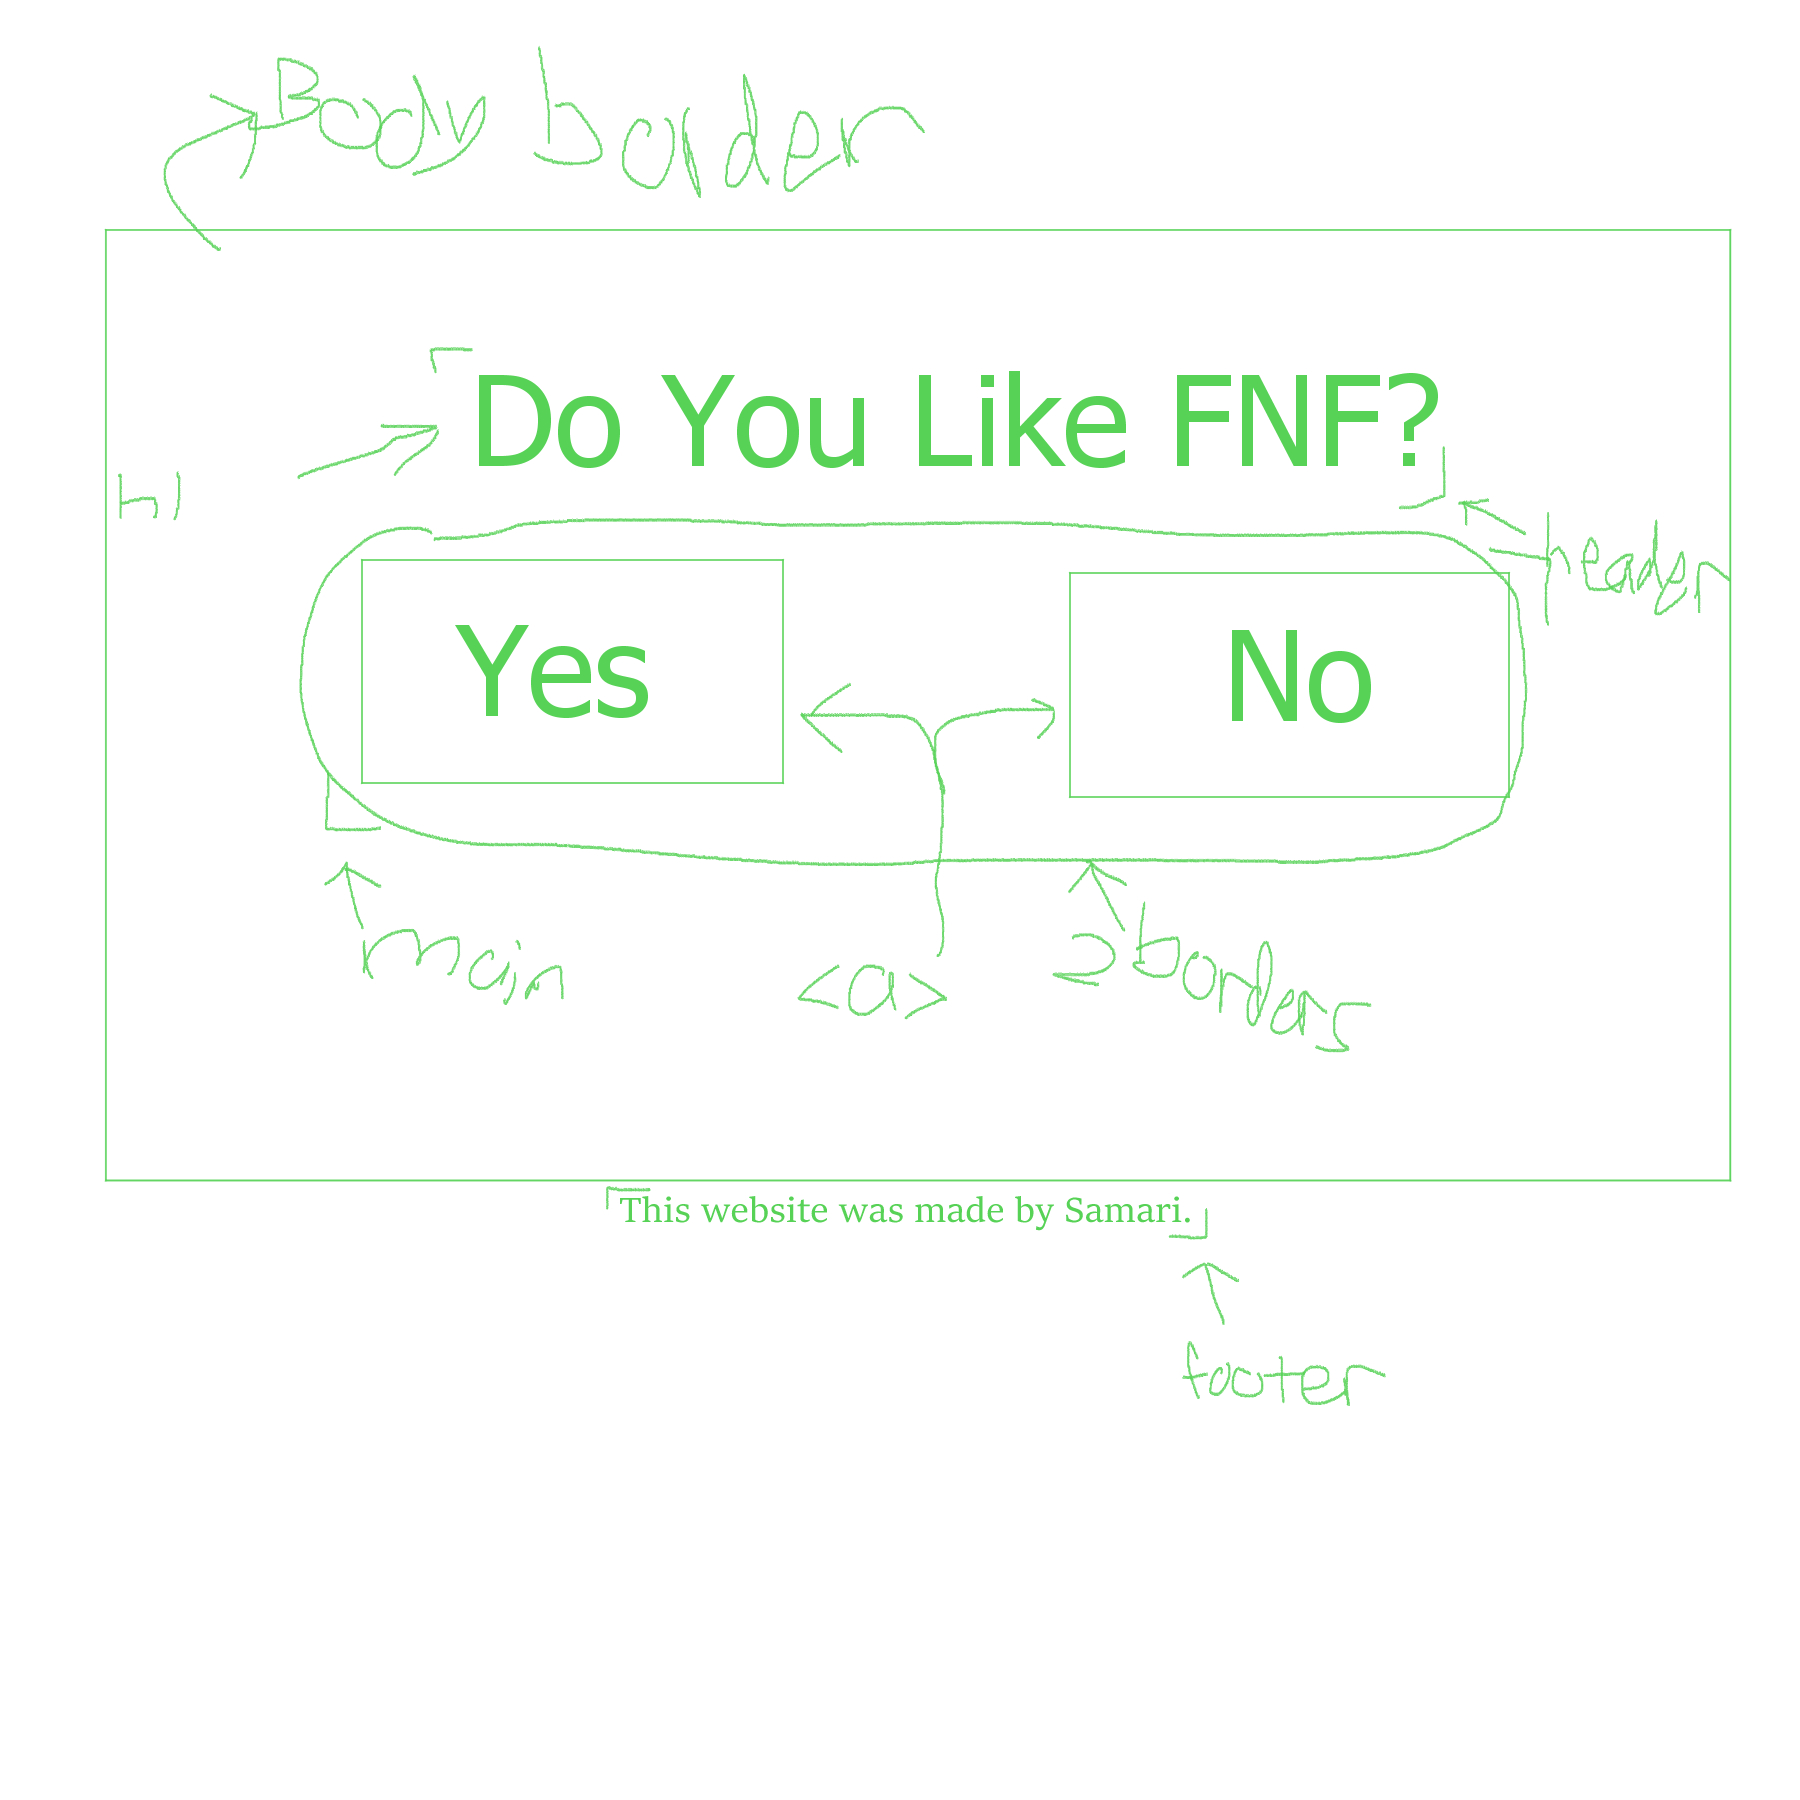 Body border
Do You Like FNF?
h1
header
Yes
No
main
<a>
2 borders
This website was made by Samari.
footer